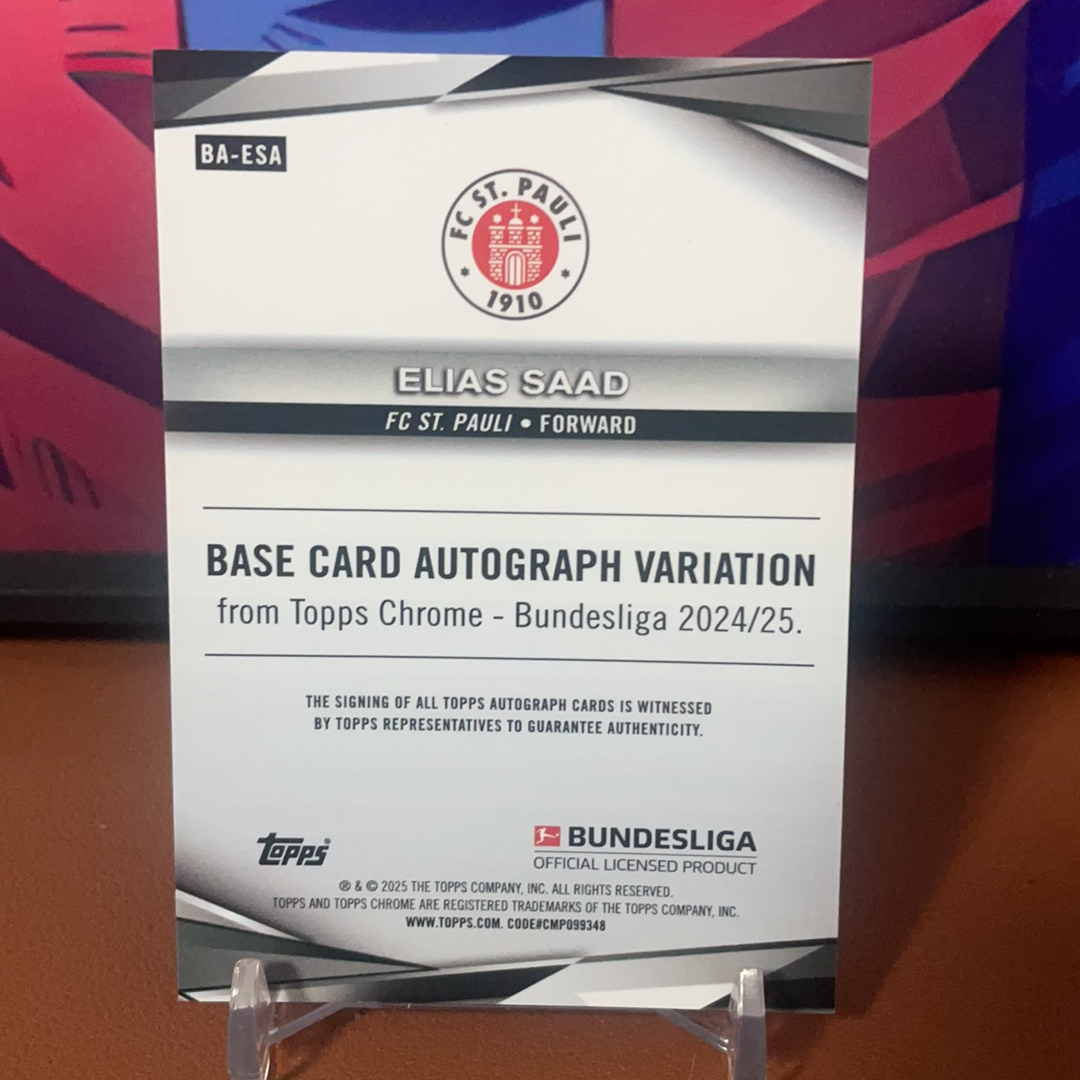 BA-ESA
FC ST. PAULI
1910
ELIAS SAAD
FC ST. PAULI • FORWARD
BASE CARD AUTOGRAPH VARIATION
from Topps Chrome - Bundesliga 2024/25.
THE SIGNING OF ALL TOPPS AUTOGRAPH CARDS IS WITNESSED
BY TOPPS REPRESENTATIVES TO GUARANTEE AUTHENTICITY.
topps®
BUNDESLIGA
OFFICIAL LICENSED PRODUCT
® & © 2025 THE TOPPS COMPANY, INC. ALL RIGHTS RESERVED.
TOPPS AND TOPPS CHROME ARE REGISTERED TRADEMARKS OF THE TOPPS COMPANY, INC.
WWW.TOPPS.COM. CODE#CMP099348